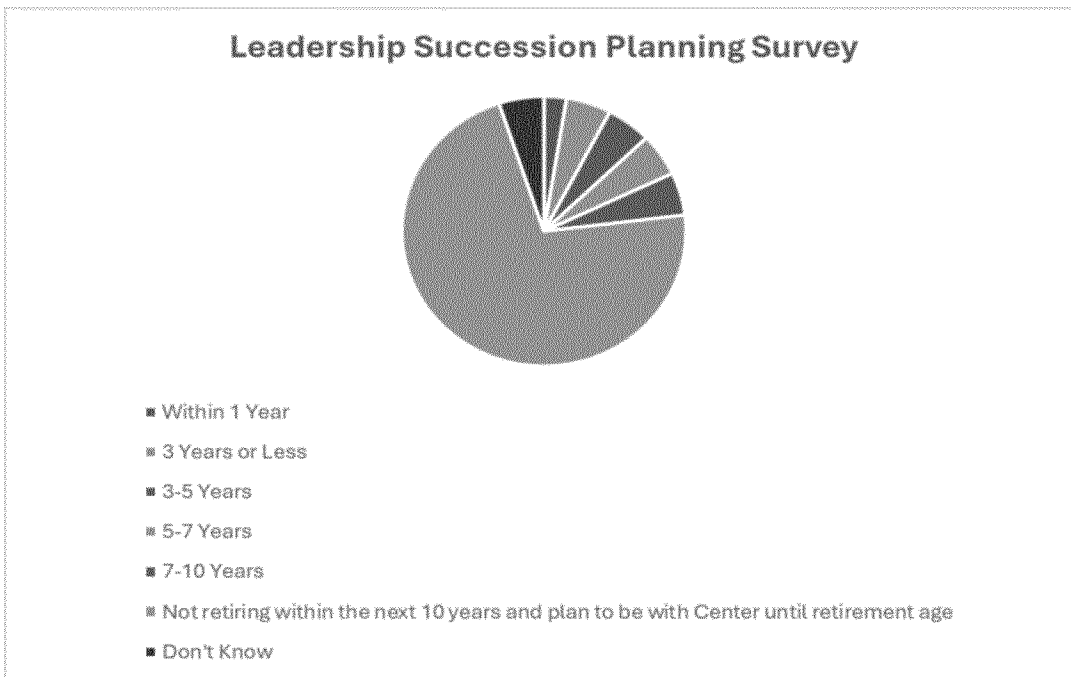 Leadership Succession Planning Survey
Within 1 Year
3 Years or Less
3-5 Years
5-7 Years
7-10 Years
Not retiring within the next 10 years and plan to be with Center until retirement age
Don't Know